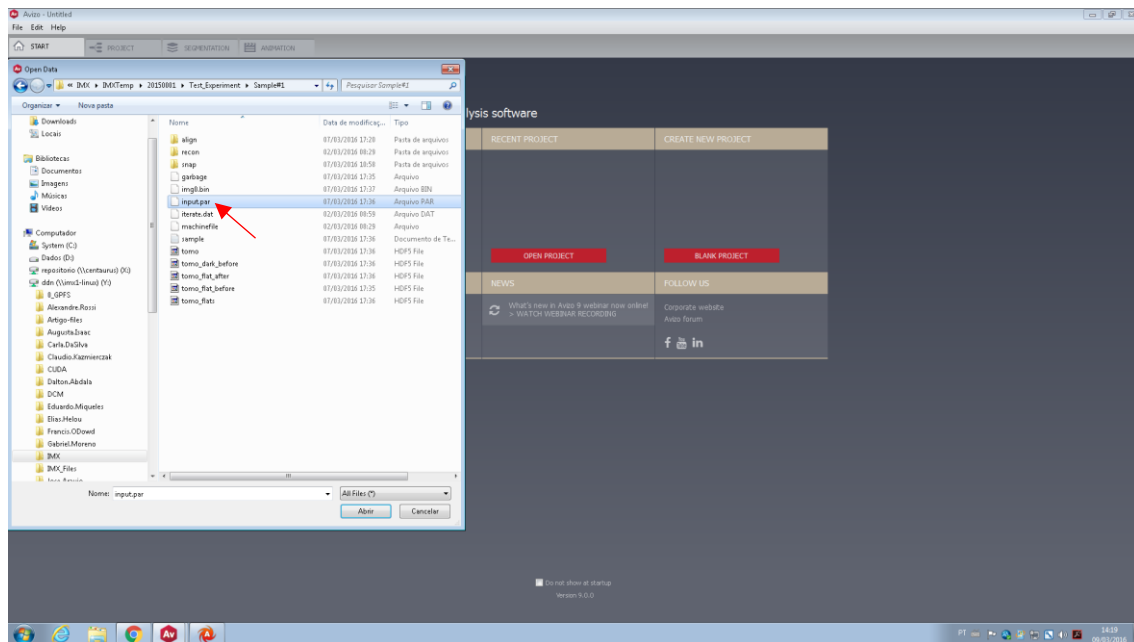 Avizo - Untitled
File Edit Help
START PROJECT SEGMENTATION ANIMATION
Open Data
« IMX IMXTemp 20150801 Test_Experiment Sample#1 Pesquisar Sample#1
Organizar Nova pasta
Downloads
Locais
Bibliotecas
Documentos
Imagens
Músicas
Vídeos
Computador
System (C:)
Dados (D:)
repositorio (\\centaurus) (X:)
ddn (\\imx1-linux) (Y:)
0_GPFS
Alexandre.Rossi
Artigo-files
Augusta.Isaac
Carla.DaSilva
Claudio.Kazmierczak
CUDA
Dalton.Abdala
DCM
Eduardo.Miqueles
Elias.Helou
Francis.ODowd
Gabriel.Moreno
IMX
IMX_Files
Nome Data de modificaç... Tipo
align 07/03/2016 17:20 Pasta de arquivos
recon 02/03/2016 08:29 Pasta de arquivos
snap 07/03/2016 10:50 Pasta de arquivos
garbage 07/03/2016 17:35 Arquivo
imgll.bin 07/03/2016 17:37 Arquivo BIN
input.par 07/03/2016 17:36 Arquivo PAR
iterate.dat 02/03/2016 08:59 Arquivo DAT
machinefile 02/03/2016 08:29 Arquivo
sample 07/03/2016 17:36 Documento de Te...
tomo 07/03/2016 17:36 HDF5 File
tomo_dark_before 07/03/2016 17:36 HDF5 File
tomo_flat_after 07/03/2016 17:36 HDF5 File
tomo_flat_before 07/03/2016 17:35 HDF5 File
tomo_flats 07/03/2016 17:36 HDF5 File
Nome: input.par All Files (*)
Abrir Cancelar
lysis software
RECENT PROJECT CREATE NEW PROJECT
OPEN PROJECT BLANK PROJECT
NEWS FOLLOW US
What's new in Avizo 9 webinar now online!
> WATCH WEBINAR RECORDING
Corporate website
Avizo forum
Do not show at startup
Version 9.0.0
PT 14:19
09/03/2016